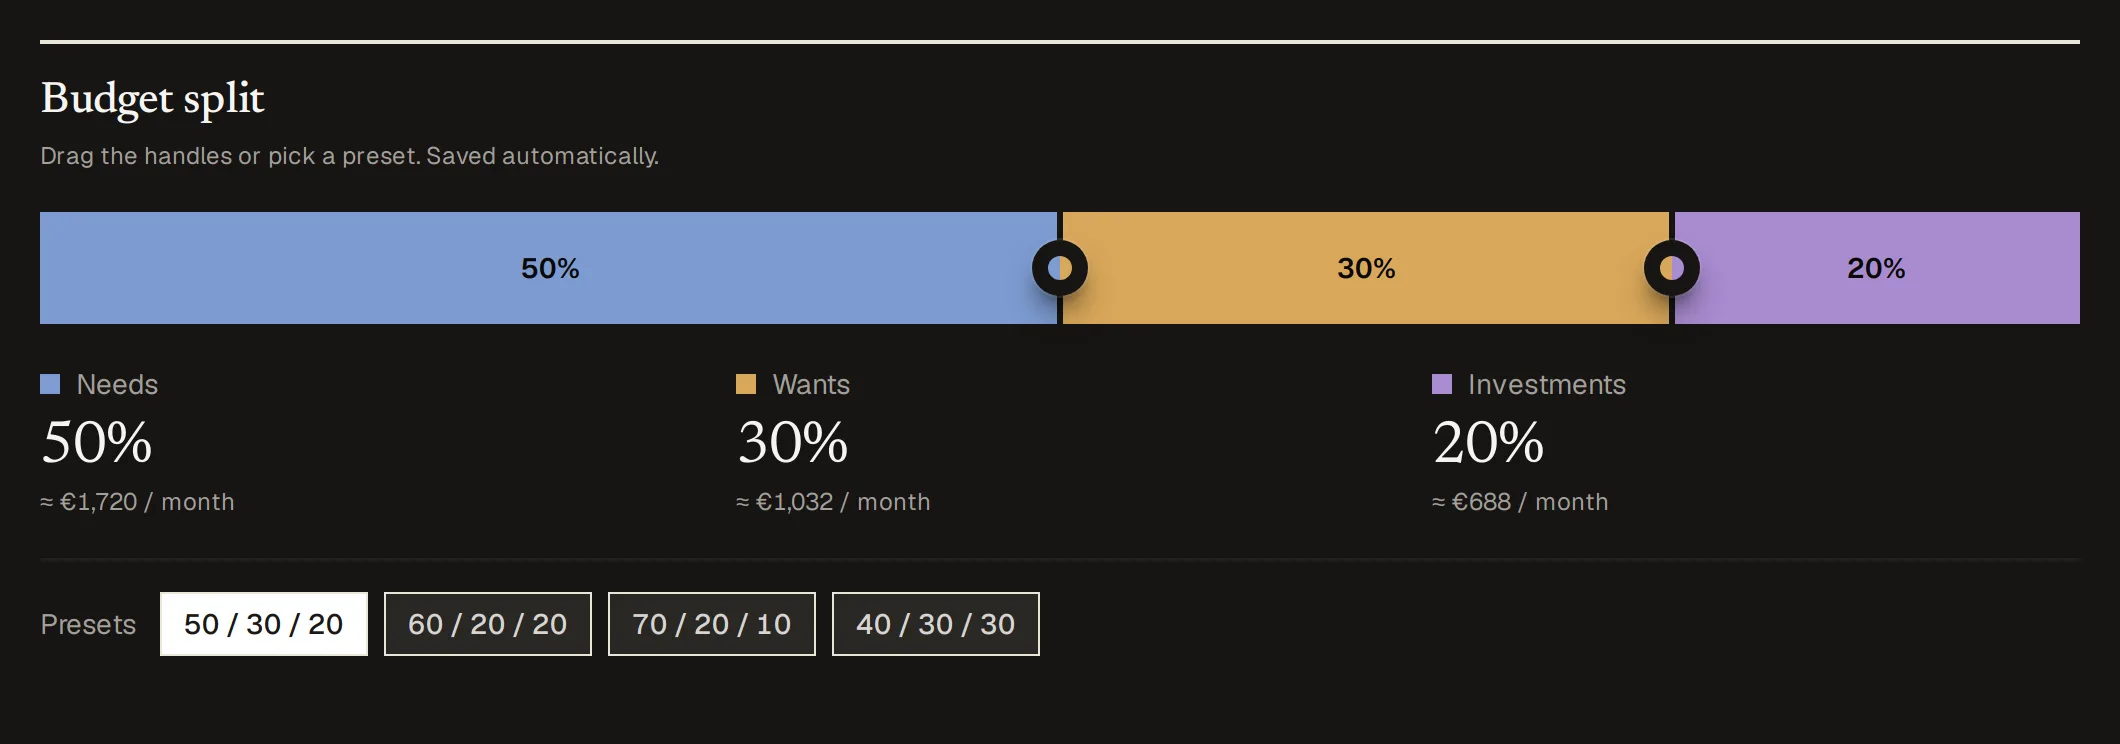 Budget split
Drag the handles or pick a preset. Saved automatically.
50% 30% 20%
Needs Wants Investments
50% 30% 20%
≈ €1,720 / month ≈ €1,032 / month ≈ €688 / month
Presets 50 / 30 / 20 60 / 20 / 20 70 / 20 / 10 40 / 30 / 30